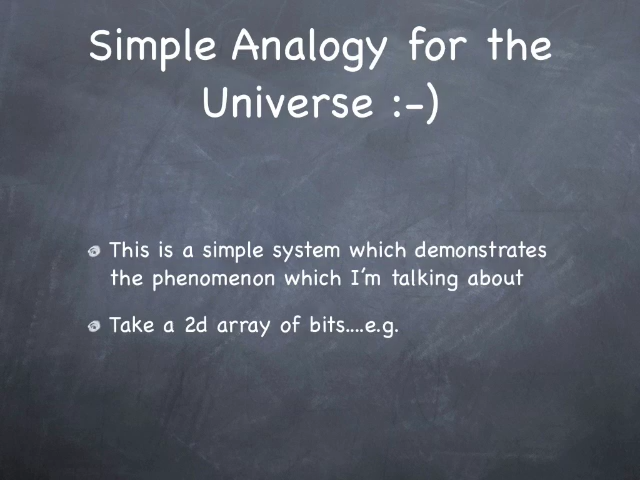 Simple Analogy for the
Universe :-)
This is a simple system which demonstrates
the phenomenon which I'm talking about
Take a 2d array of bits....e.g.